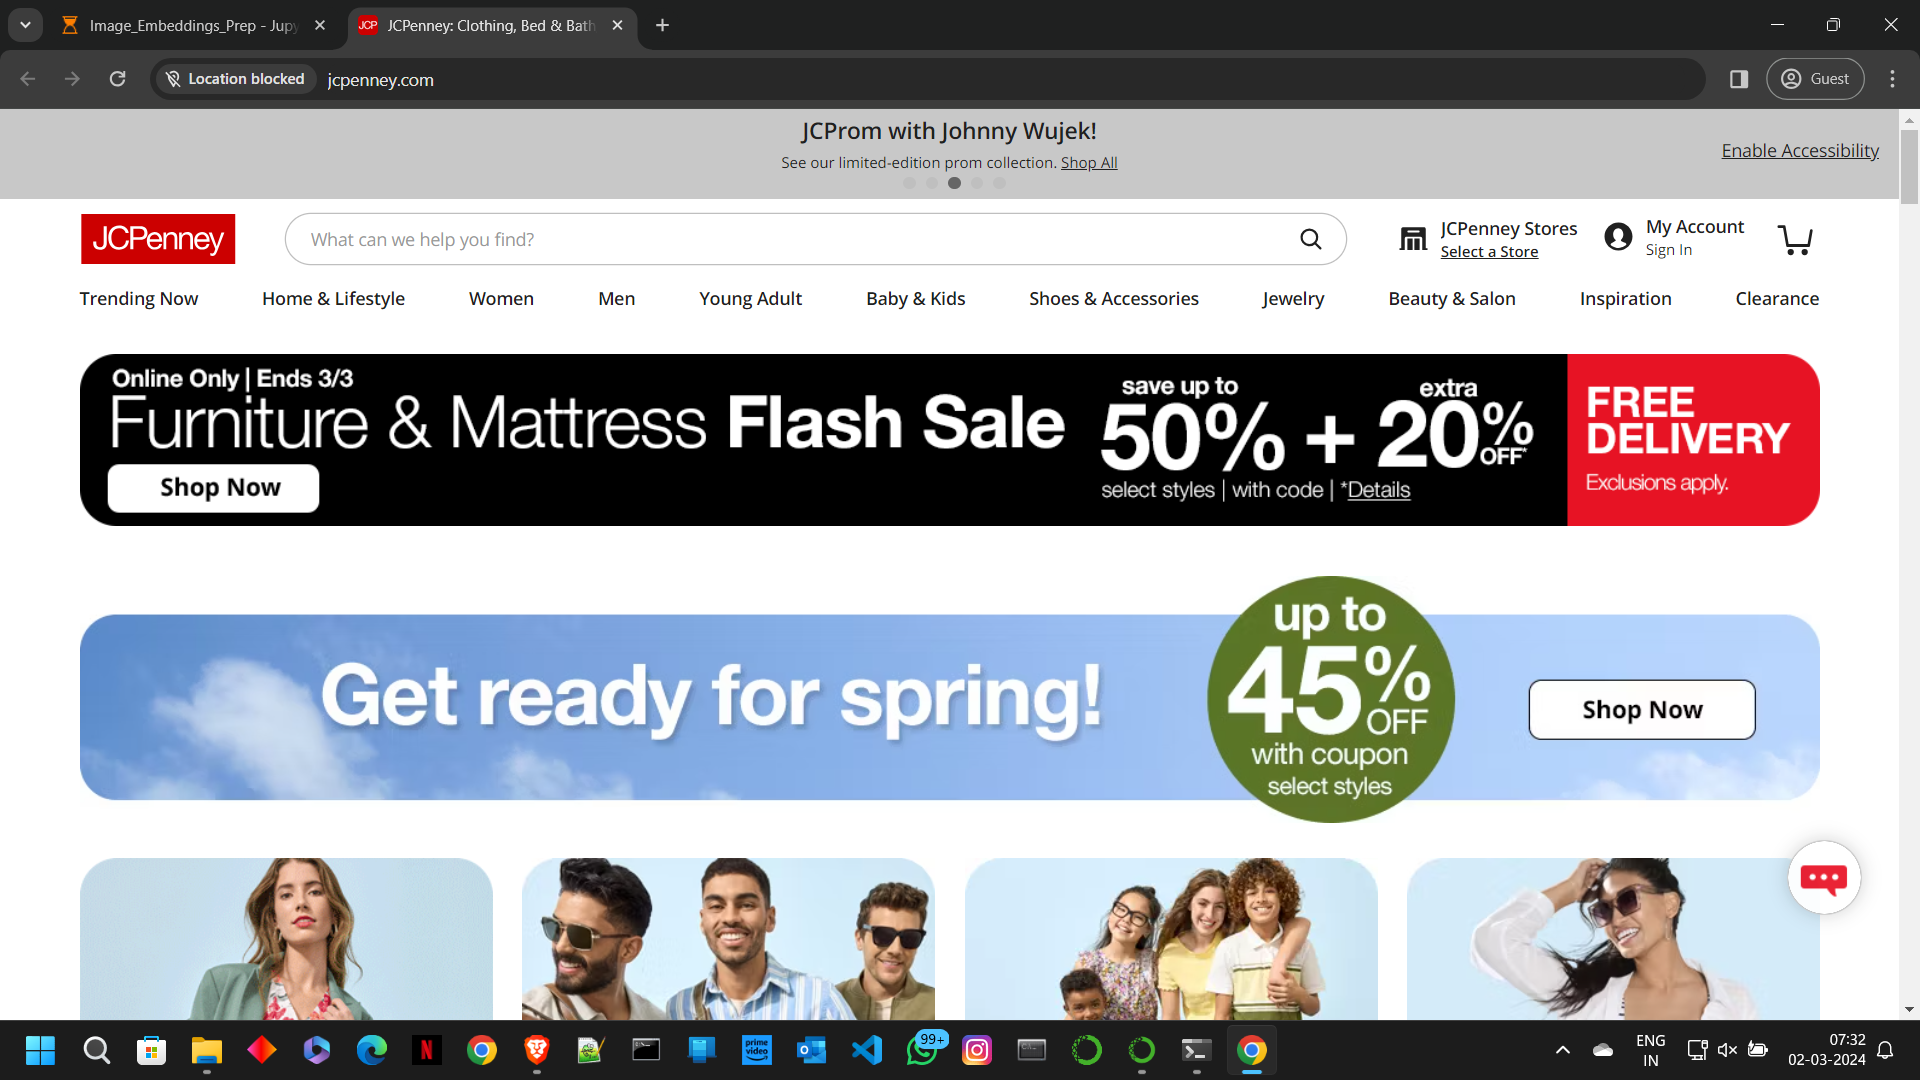 Image_Embeddings_Prep - Jupy
JCP
JCPenney: Clothing, Bed & Bath
Location blocked
jcpenney.com
Guest
JCProm with Johnny Wujek!
See our limited-edition prom collection. Shop All
Enable Accessibility
JCPenney
What can we help you find?
JCPenney Stores
Select a Store
My Account
Sign In
Trending Now
Home & Lifestyle
Women
Men
Young Adult
Baby & Kids
Shoes & Accessories
Jewelry
Beauty & Salon
Inspiration
Clearance
Online Only | Ends 3/3
Furniture & Mattress Flash Sale
Shop Now
save up to
50% + extra 20% OFF*
select styles | with code | *Details
FREE
DELIVERY
Exclusions apply.
Get ready for spring!
up to
45% OFF
with coupon
select styles
Shop Now
N
prime video
99+
ENG
IN
07:32
02-03-2024